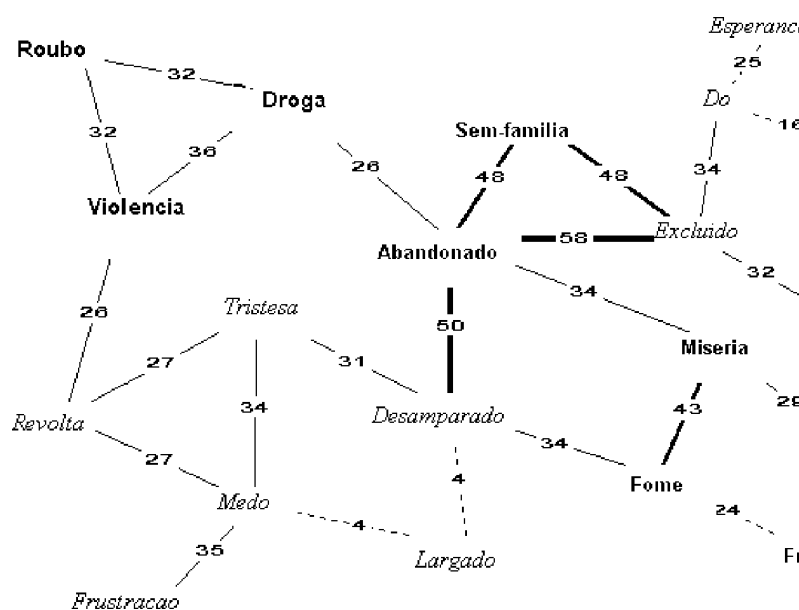 Esperanc
Roubo
25
32
Droga
Do
16
32
36
Sem-familia
26
48
48
34
Violencia
Excluido
58
Abandonado
32
34
26
Tristesa
50
Miseria
27
31
34
43
29
Revolta
Desamparado
27
34
Medo
4
Fome
24
4
35
Largado
Fr
Frustracao